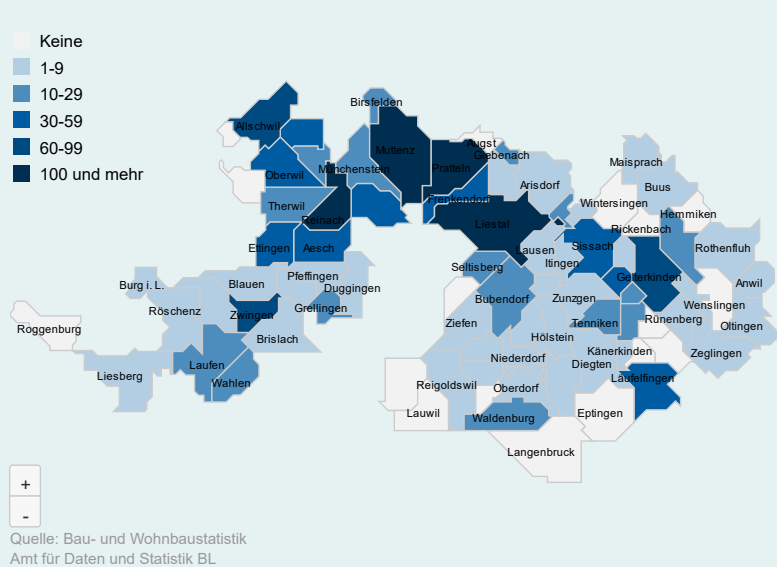 Keine
1-9
10-29
30-59
60-99
100 und mehr
Birsfelden
Allschwil
Muttenz
Augst
Giebenach
Maisprach
Münchenstein
Pratteln
Oberwil
Arisdorf
Buus
Therwil
Frenkendorf
Wintersingen
Hemmiken
Reinach
Liestal
Rickenbach
Ettingen
Aesch
Lausen
Sissach
Rothenfluh
Itingen
Seltisberg
Pfeffingen
Gelterkinden
Burg i. L.
Blauen
Duggingen
Anwil
Bubendorf
Zunzgen
Röschenz
Grellingen
Wenslingen
Zwingen
Rünenberg
Roggenburg
Ziefen
Tenniken
Oltingen
Brislach
Hölstein
Känerkinden
Zeglingen
Niederdorf
Laufen
Diegten
Liesberg
Läufelfingen
Wahlen
Reigoldswil
Oberdorf
Lauwil
Waldenburg
Eptingen
Langenbruck
+
-
Quelle: Bau- und Wohnbaustatistik
Amt für Daten und Statistik BL